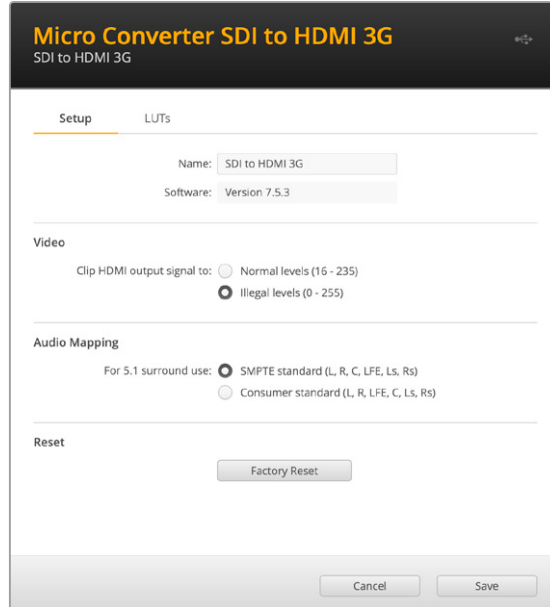 Micro Converter SDI to HDMI 3G
SDI to HDMI 3G
Setup LUTs
Name: SDI to HDMI 3G
Software: Version 7.5.3
Video
Clip HDMI output signal to: Normal levels (16 - 235)
Illegal levels (0 - 255)
Audio Mapping
For 5.1 surround use: SMPTE standard (L, R, C, LFE, Ls, Rs)
Consumer standard (L, R, LFE, C, Ls, Rs)
Reset
Factory Reset
Cancel Save